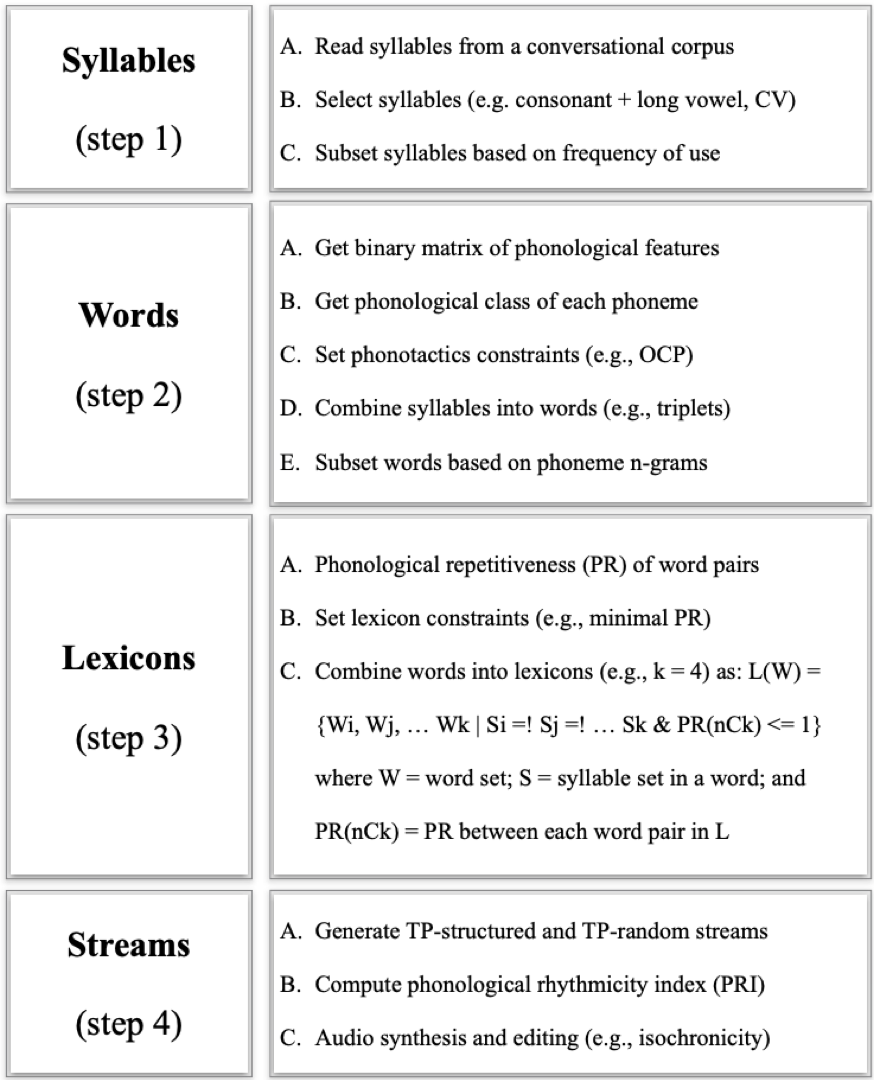 Syllables
(step 1)
A. Read syllables from a conversational corpus
B. Select syllables (e.g. consonant + long vowel, CV)
C. Subset syllables based on frequency of use
Words
(step 2)
A. Get binary matrix of phonological features
B. Get phonological class of each phoneme
C. Set phonotactics constraints (e.g., OCP)
D. Combine syllables into words (e.g., triplets)
E. Subset words based on phoneme n-grams
Lexicons
(step 3)
A. Phonological repetitiveness (PR) of word pairs
B. Set lexicon constraints (e.g., minimal PR)
C. Combine words into lexicons (e.g., k = 4) as: L(W) =
{Wi, Wj, … Wk | Si =! Sj =! … Sk & PR(nCk) <= 1}
where W = word set; S = syllable set in a word; and
PR(nCk) = PR between each word pair in L
Streams
(step 4)
A. Generate TP-structured and TP-random streams
B. Compute phonological rhythmicity index (PRI)
C. Audio synthesis and editing (e.g., isochronicity)